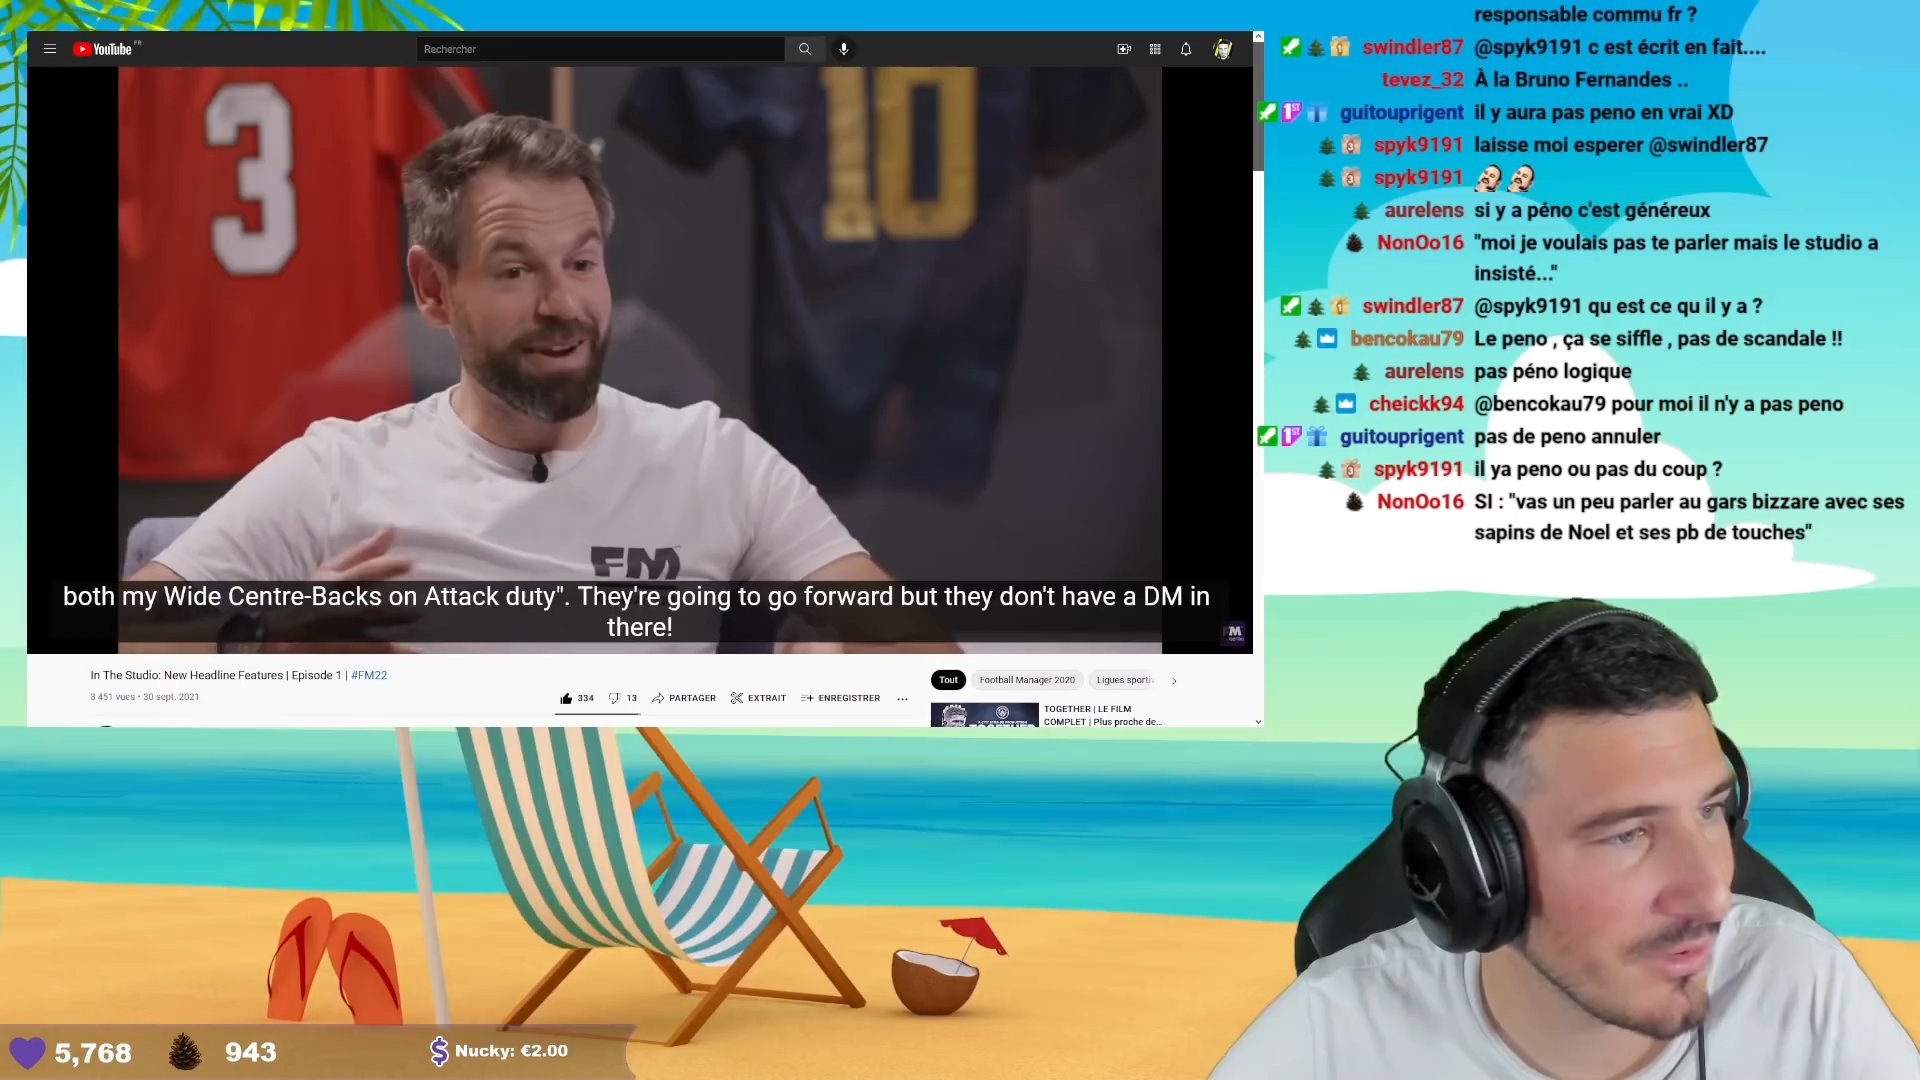 YouTube FR
Rechercher
3
10
FM
both my Wide Centre-Backs on Attack duty". They're going to go forward but they don't have a DM in
there!
FM
In The Studio: New Headline Features | Episode 1 | #FM22
3 451 vues • 30 sept. 2021
334
13
PARTAGER
EXTRAIT
ENREGISTRER
Tout
Football Manager 2020
Ligues sportiv
TOGETHER | LE FILM
COMPLET | Plus proche de...
responsable commu fr ?
swindler87 @spyk9191 c est écrit en fait....
tevez_32 À la Bruno Fernandes ..
1ST guitouprigent il y aura pas peno en vrai XD
spyk9191 laisse moi esperer @swindler87
spyk9191
aurelens si y a péno c'est généreux
NonOo16 "moi je voulais pas te parler mais le studio a
insisté..."
swindler87 @spyk9191 qu est ce qu il y a ?
bencokau79 Le peno , ça se siffle , pas de scandale !!
aurelens pas péno logique
cheickk94 @bencokau79 pour moi il n'y a pas peno
1ST guitouprigent pas de peno annuler
spyk9191 il ya peno ou pas du coup ?
NonOo16 SI : "vas un peu parler au gars bizzare avec ses
sapins de Noel et ses pb de touches"
5,768
943
$ Nucky: €2.00